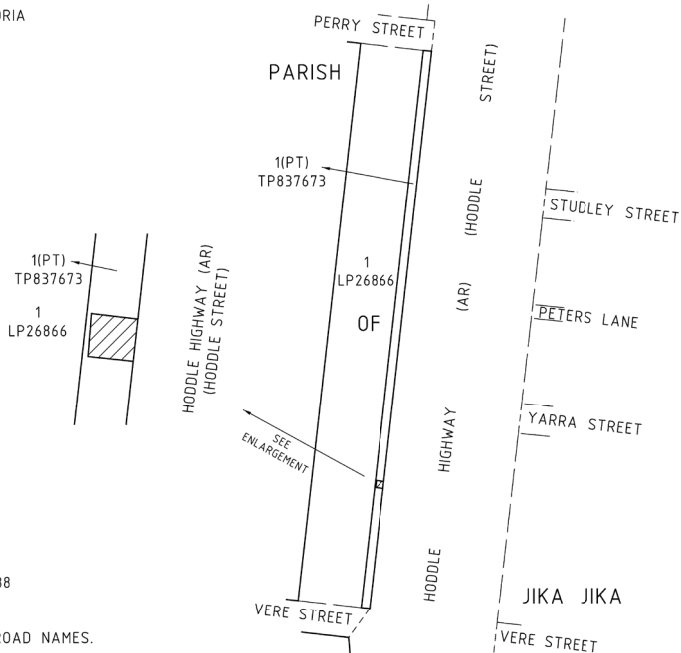 ORIA
PERRY STREET
PARISH
STREET)
1(PT)
TP837673
(HODDLE
STUDLEY STREET
1(PT)
TP837673
1
LP26866
HODDLE HIGHWAY (AR)
(HODDLE STREET)
1
LP26866
OF
(AR)
PETERS LANE
YARRA STREET
HIGHWAY
SEE
ENLARGEMENT
HODDLE
38
JIKA JIKA
VERE STREET
OAD NAMES.
VERE STREET